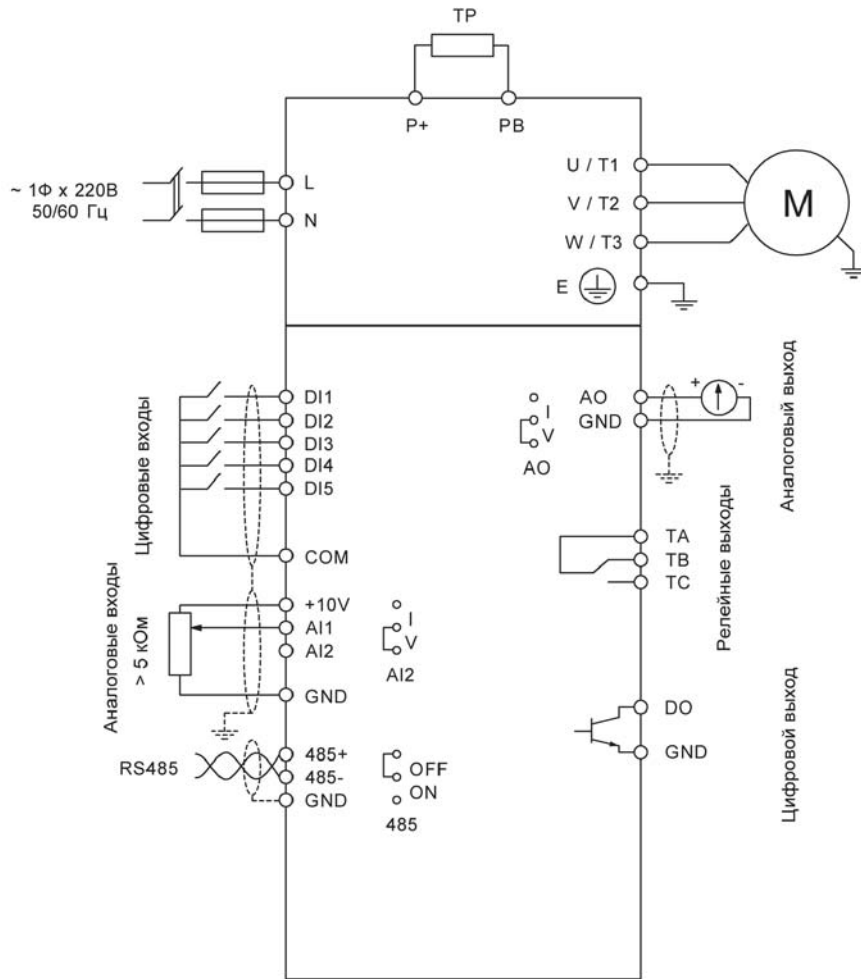 TP
P+
PB
~ 1Ф x 220В
50/60 Гц
L
N
U / T1
V / T2
W / T3
M
E
Цифровые входы
DI1
DI2
DI3
DI4
DI5
COM
Аналоговые входы
> 5 кОм
+10V
AI1
AI2
GND
I
V
AI2
RS485
485+
485-
GND
OFF
ON
485
I
V
AO
AO
GND
+
-
Аналоговый выход
TA
TB
TC
Релейные выходы
DO
GND
Цифровой выход